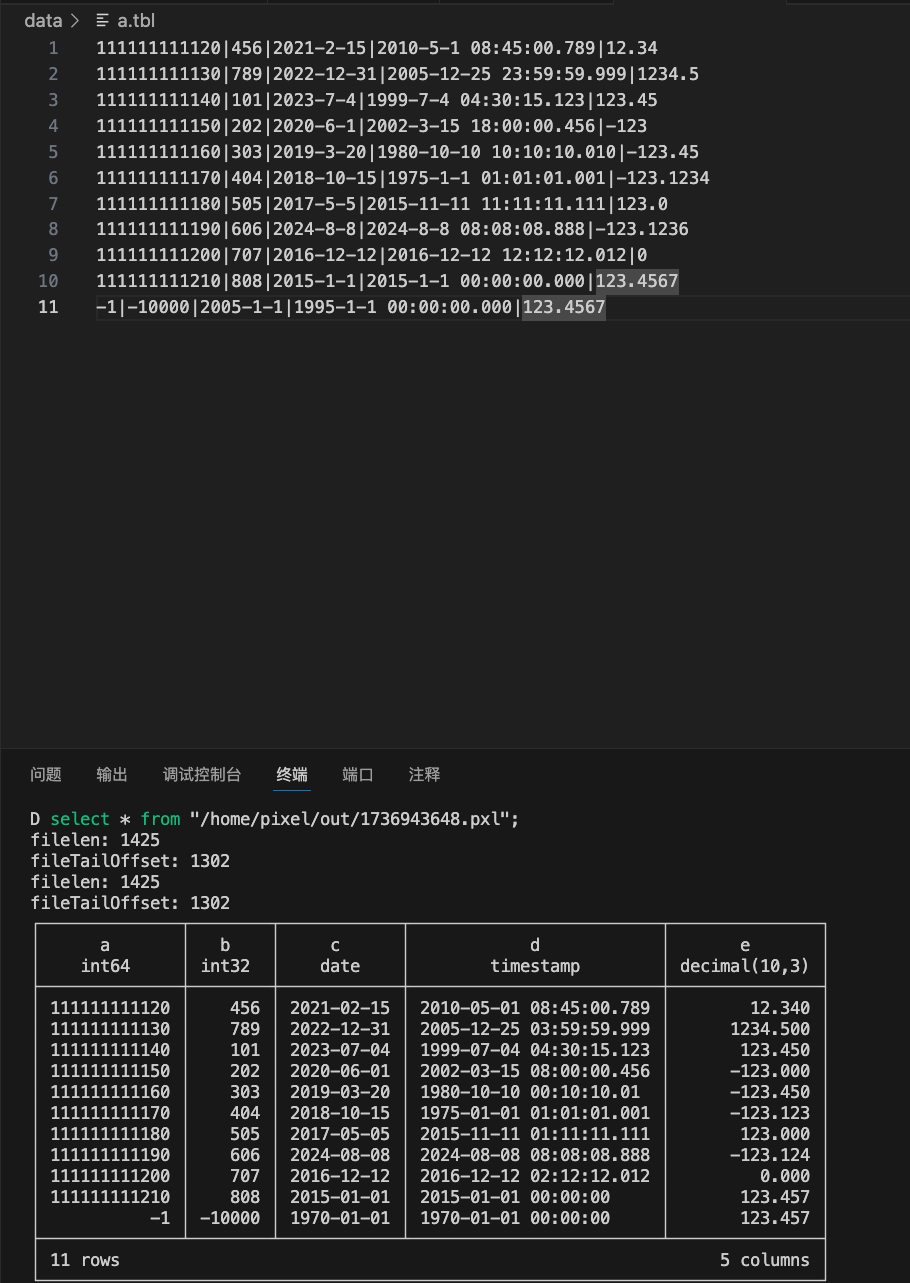 data > a.tbl
1 111111111120|456|2021-2-15|2010-5-1 08:45:00.789|12.34
2 111111111130|789|2022-12-31|2005-12-25 23:59:59.999|1234.5
3 111111111140|101|2023-7-4|1999-7-4 04:30:15.123|123.45
4 111111111150|202|2020-6-1|2002-3-15 18:00:00.456|-123
5 111111111160|303|2019-3-20|1980-10-10 10:10:10.010|-123.45
6 111111111170|404|2018-10-15|1975-1-1 01:01:01.001|-123.1234
7 111111111180|505|2017-5-5|2015-11-11 11:11:11.111|123.0
8 111111111190|606|2024-8-8|2024-8-8 08:08:08.888|-123.1236
9 111111111200|707|2016-12-12|2016-12-12 12:12:12.012|0
10 111111111210|808|2015-1-1|2015-1-1 00:00:00.000|123.4567
11 -1|-10000|2005-1-1|1995-1-1 00:00:00.000|123.4567
问题 输出 调试控制台 终端 端口 注释
D select * from "/home/pixel/out/1736943648.pxl";
filelen: 1425
fileTailOffset: 1302
filelen: 1425
fileTailOffset: 1302
a b c d e
int64 int32 date timestamp decimal(10,3)
111111111120 456 2021-02-15 2010-05-01 08:45:00.789 12.340
111111111130 789 2022-12-31 2005-12-25 03:59:59.999 1234.500
111111111140 101 2023-07-04 1999-07-04 04:30:15.123 123.450
111111111150 202 2020-06-01 2002-03-15 08:00:00.456 -123.000
111111111160 303 2019-03-20 1980-10-10 00:10:10.01 -123.450
111111111170 404 2018-10-15 1975-01-01 01:01:01.001 -123.123
111111111180 505 2017-05-05 2015-11-11 01:11:11.111 123.000
111111111190 606 2024-08-08 2024-08-08 08:08:08.888 -123.124
111111111200 707 2016-12-12 2016-12-12 02:12:12.012 0.000
111111111210 808 2015-01-01 2015-01-01 00:00:00 123.457
-1 -10000 1970-01-01 1970-01-01 00:00:00 123.457
11 rows 5 columns